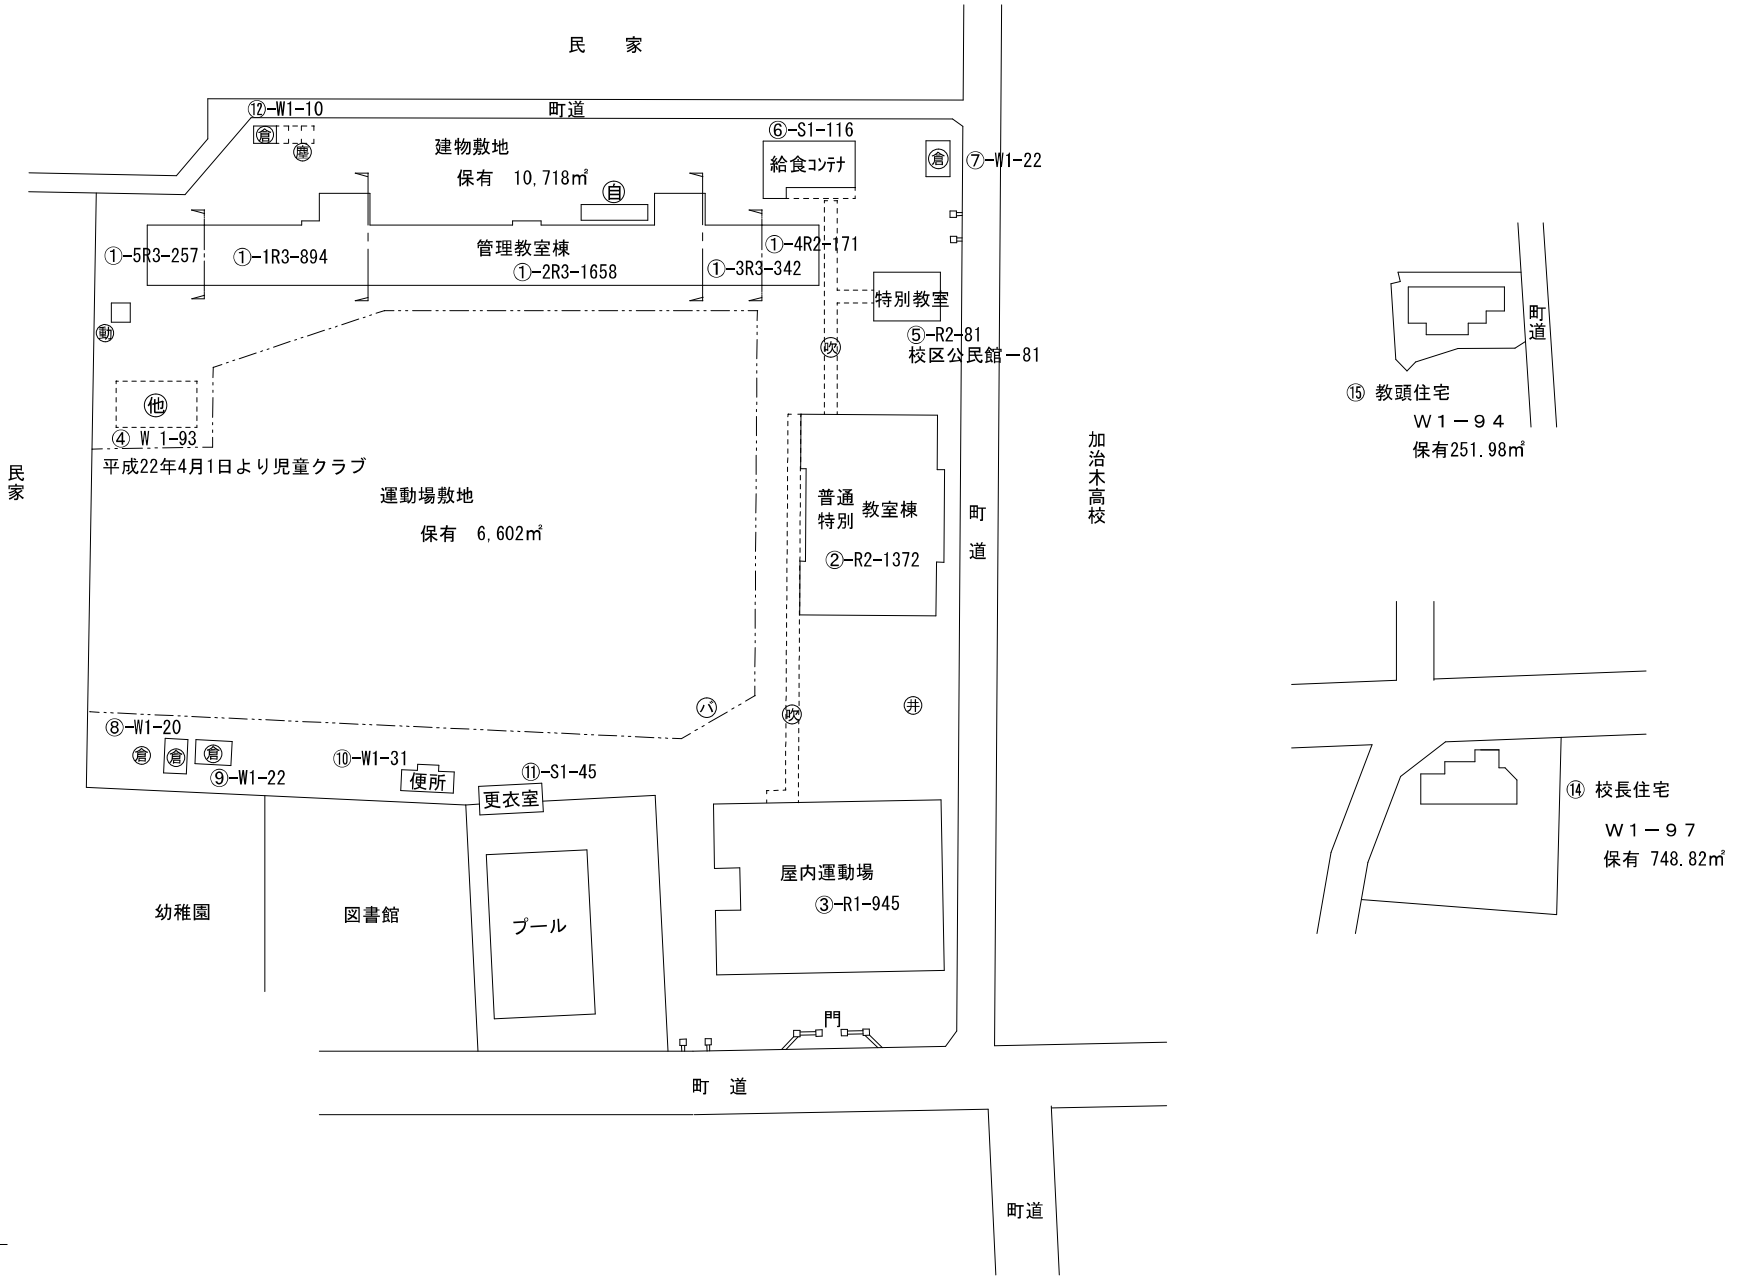 民　家
町道
⑫-W1-10
倉
塵
建物敷地
保有　10,718㎡
自
⑥-S1-116
給食コンテナ
倉
⑦-W1-22
①-5R3-257
①-1R3-894
管理教室棟
①-2R3-1658
①-3R3-342
①-4R2-171
特別教室
⑤-R2-81
校区公民館－81
吹
動
他
④ W 1-93
平成22年4月1日より児童クラブ
民家
運動場敷地
保有　6,602㎡
普通
特別
教室棟
②-R2-1372
町道
加治木高校
バ
吹
井
⑧-W1-20
倉
倉
倉
⑨-W1-22
⑩-W1-31
便所
⑪-S1-45
更衣室
幼稚園
図書館
プール
屋内運動場
③-R1-945
門
町　道
町道
町道
⑮ 教頭住宅
Ｗ１－９４
保有251.98㎡
⑭ 校長住宅
Ｗ１－９７
保有 748.82㎡